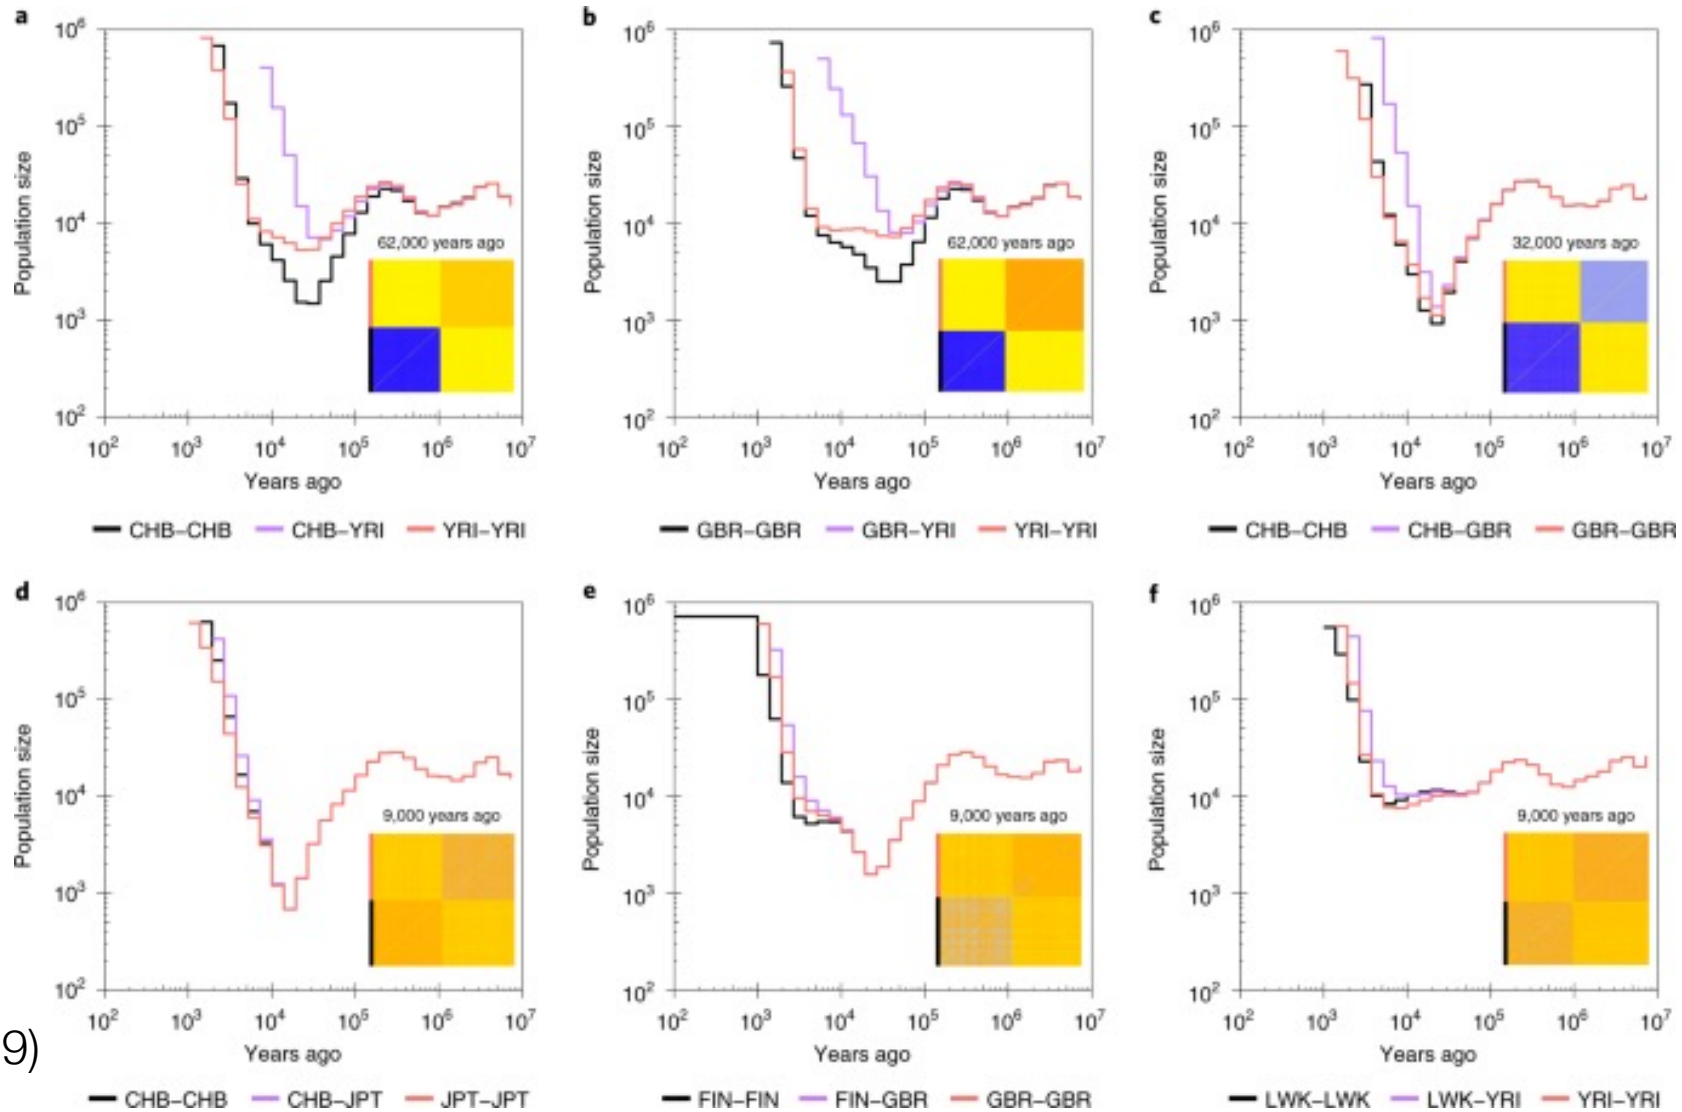 a
10⁶
10⁵
10⁴
10³
10²
Population size
62,000 years ago
10² 10³ 10⁴ 10⁵ 10⁶ 10⁷
Years ago
CHB–CHB CHB–YRI YRI–YRI
b
10⁶
10⁵
10⁴
10³
10²
Population size
62,000 years ago
10² 10³ 10⁴ 10⁵ 10⁶ 10⁷
Years ago
GBR–GBR GBR–YRI YRI–YRI
c
10⁶
10⁵
10⁴
10³
10²
Population size
32,000 years ago
10² 10³ 10⁴ 10⁵ 10⁶ 10⁷
Years ago
CHB–CHB CHB–GBR GBR–GBR
d
10⁶
10⁵
10⁴
10³
10²
Population size
9,000 years ago
10² 10³ 10⁴ 10⁵ 10⁶ 10⁷
Years ago
CHB–CHB CHB–JPT JPT–JPT
e
10⁶
10⁵
10⁴
10³
10²
Population size
9,000 years ago
10² 10³ 10⁴ 10⁵ 10⁶ 10⁷
Years ago
FIN–FIN FIN–GBR GBR–GBR
f
10⁶
10⁵
10⁴
10³
10²
Population size
9,000 years ago
10² 10³ 10⁴ 10⁵ 10⁶ 10⁷
Years ago
LWK–LWK LWK–YRI YRI–YRI
9)